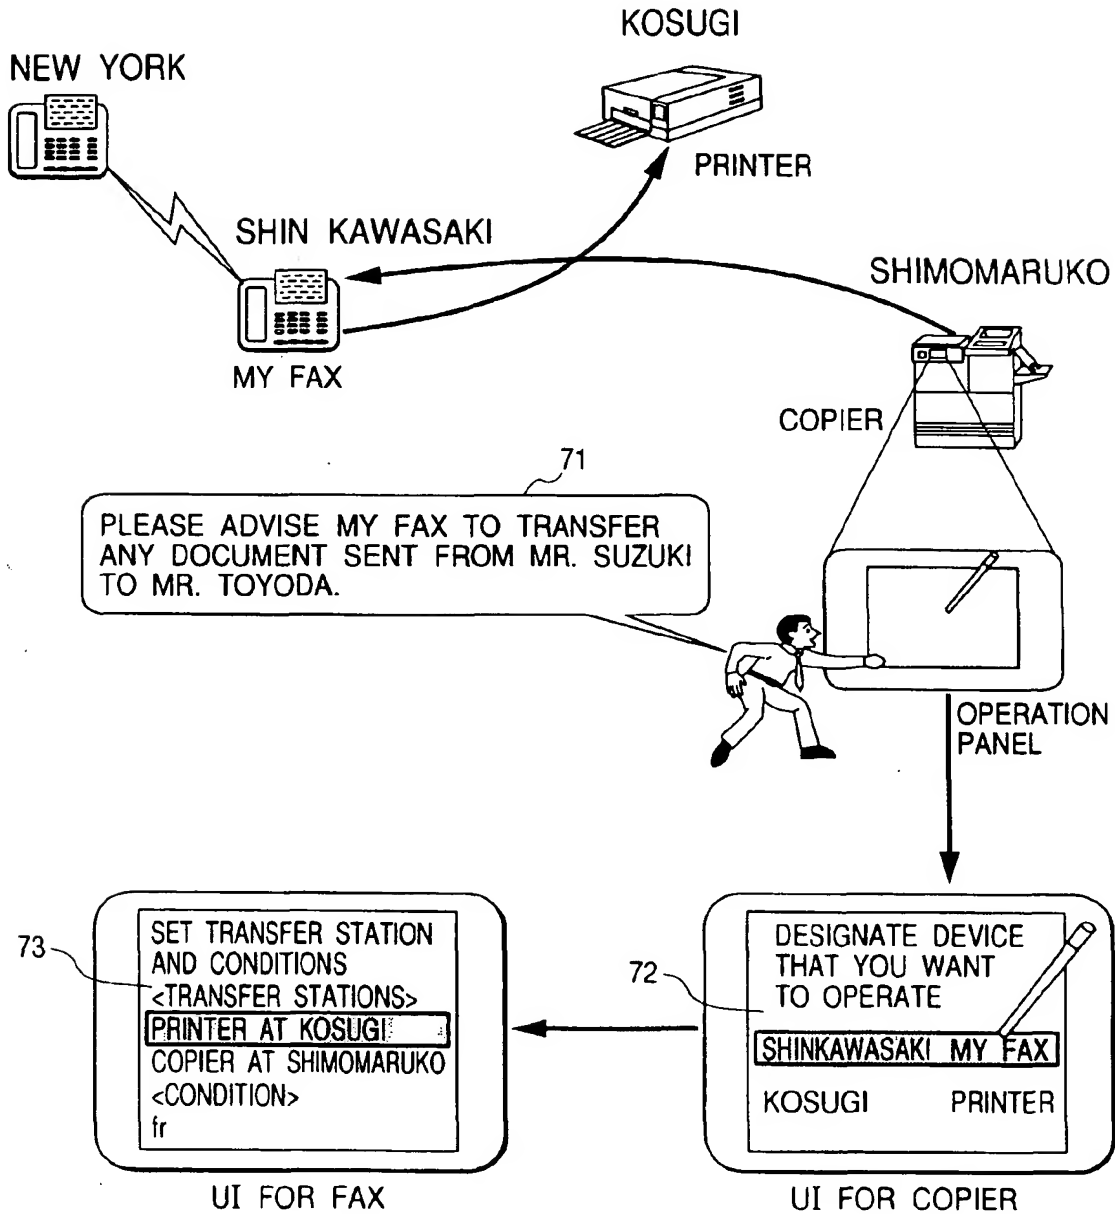 KOSUGI
NEW YORK
PRINTER
SHIN KAWASAKI
SHIMOMARUKO
MY FAX
COPIER
71
PLEASE ADVISE MY FAX TO TRANSFER
ANY DOCUMENT SENT FROM MR. SUZUKI
TO MR. TOYODA.
OPERATION
PANEL
73
SET TRANSFER STATION
AND CONDITIONS
<TRANSFER STATIONS>
PRINTER AT KOSUGI
COPIER AT SHIMOMARUKO
<CONDITION>
fr
UI FOR FAX
72
DESIGNATE DEVICE
THAT YOU WANT
TO OPERATE
SHINKAWASAKI MY FAX
KOSUGI PRINTER
UI FOR COPIER